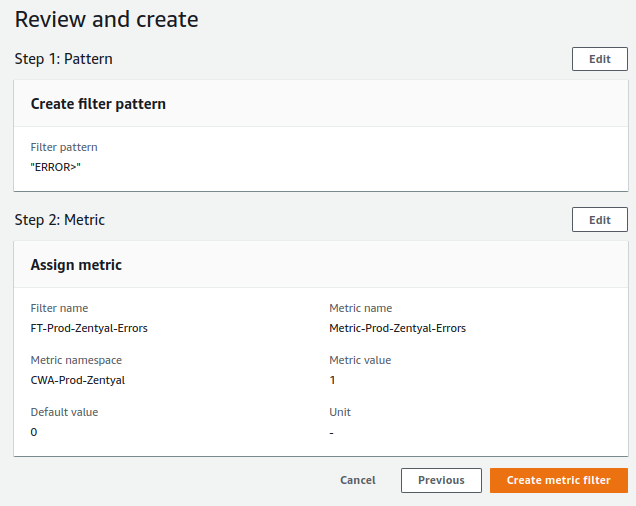 Review and create
Step 1: Pattern
Edit
Create filter pattern
Filter pattern
"ERROR>"
Step 2: Metric
Edit
Assign metric
Filter name
Metric name
FT-Prod-Zentyal-Errors
Metric-Prod-Zentyal-Errors
Metric namespace
Metric value
CWA-Prod-Zentyal
1
Default value
Unit
0
-
Cancel
Previous
Create metric filter